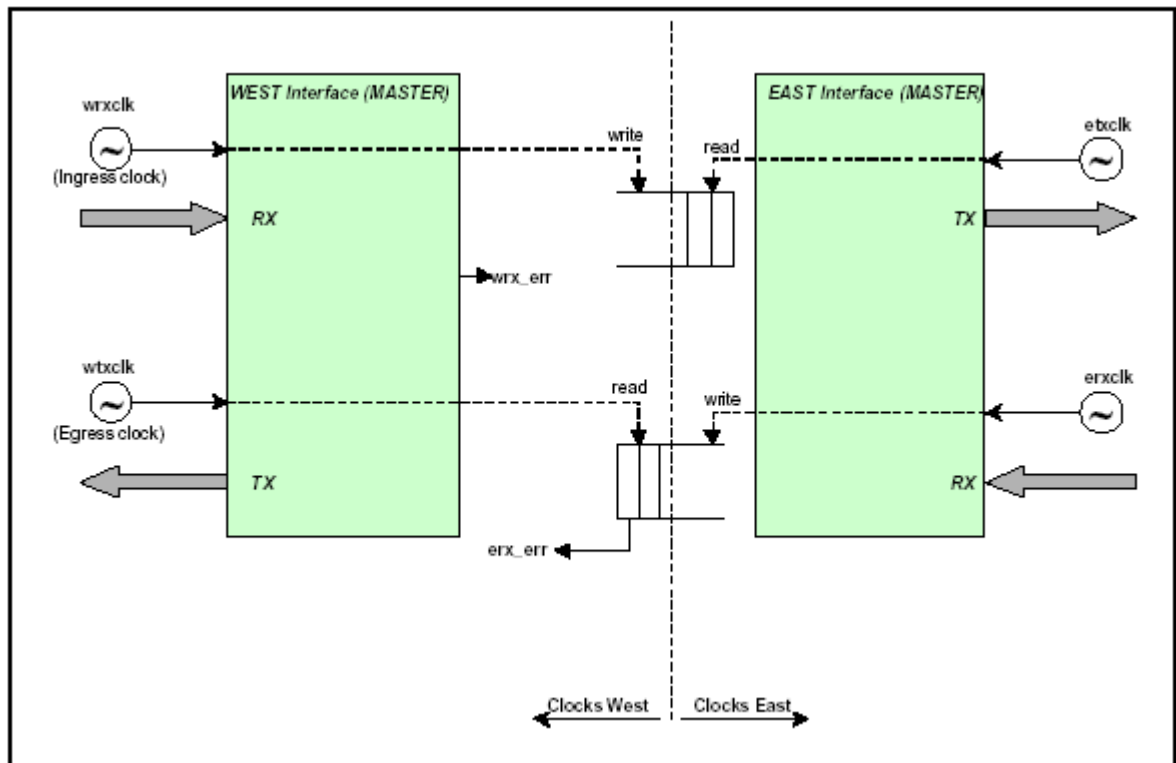 WEST Interface (MASTER)
EAST Interface (MASTER)
wrxclk
etxclk
write
read
(Ingress clock)
RX
TX
wrx_err
wtxclk
erxclk
read
write
(Egress clock)
TX
RX
erx_err
Clocks West
Clocks East